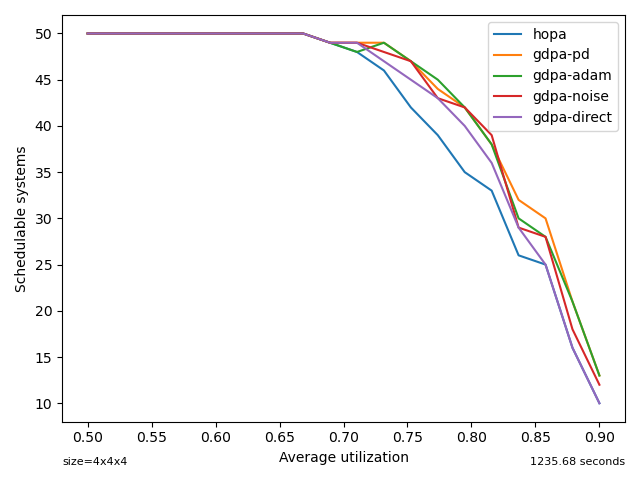 hopa
gdpa-pd
gdpa-adam
gdpa-noise
gdpa-direct
Schedulable systems
50
45
40
35
30
25
20
15
10
0.50 0.55 0.60 0.65 0.70 0.75 0.80 0.85 0.90
Average utilization
size=4x4x4 1235.68 seconds